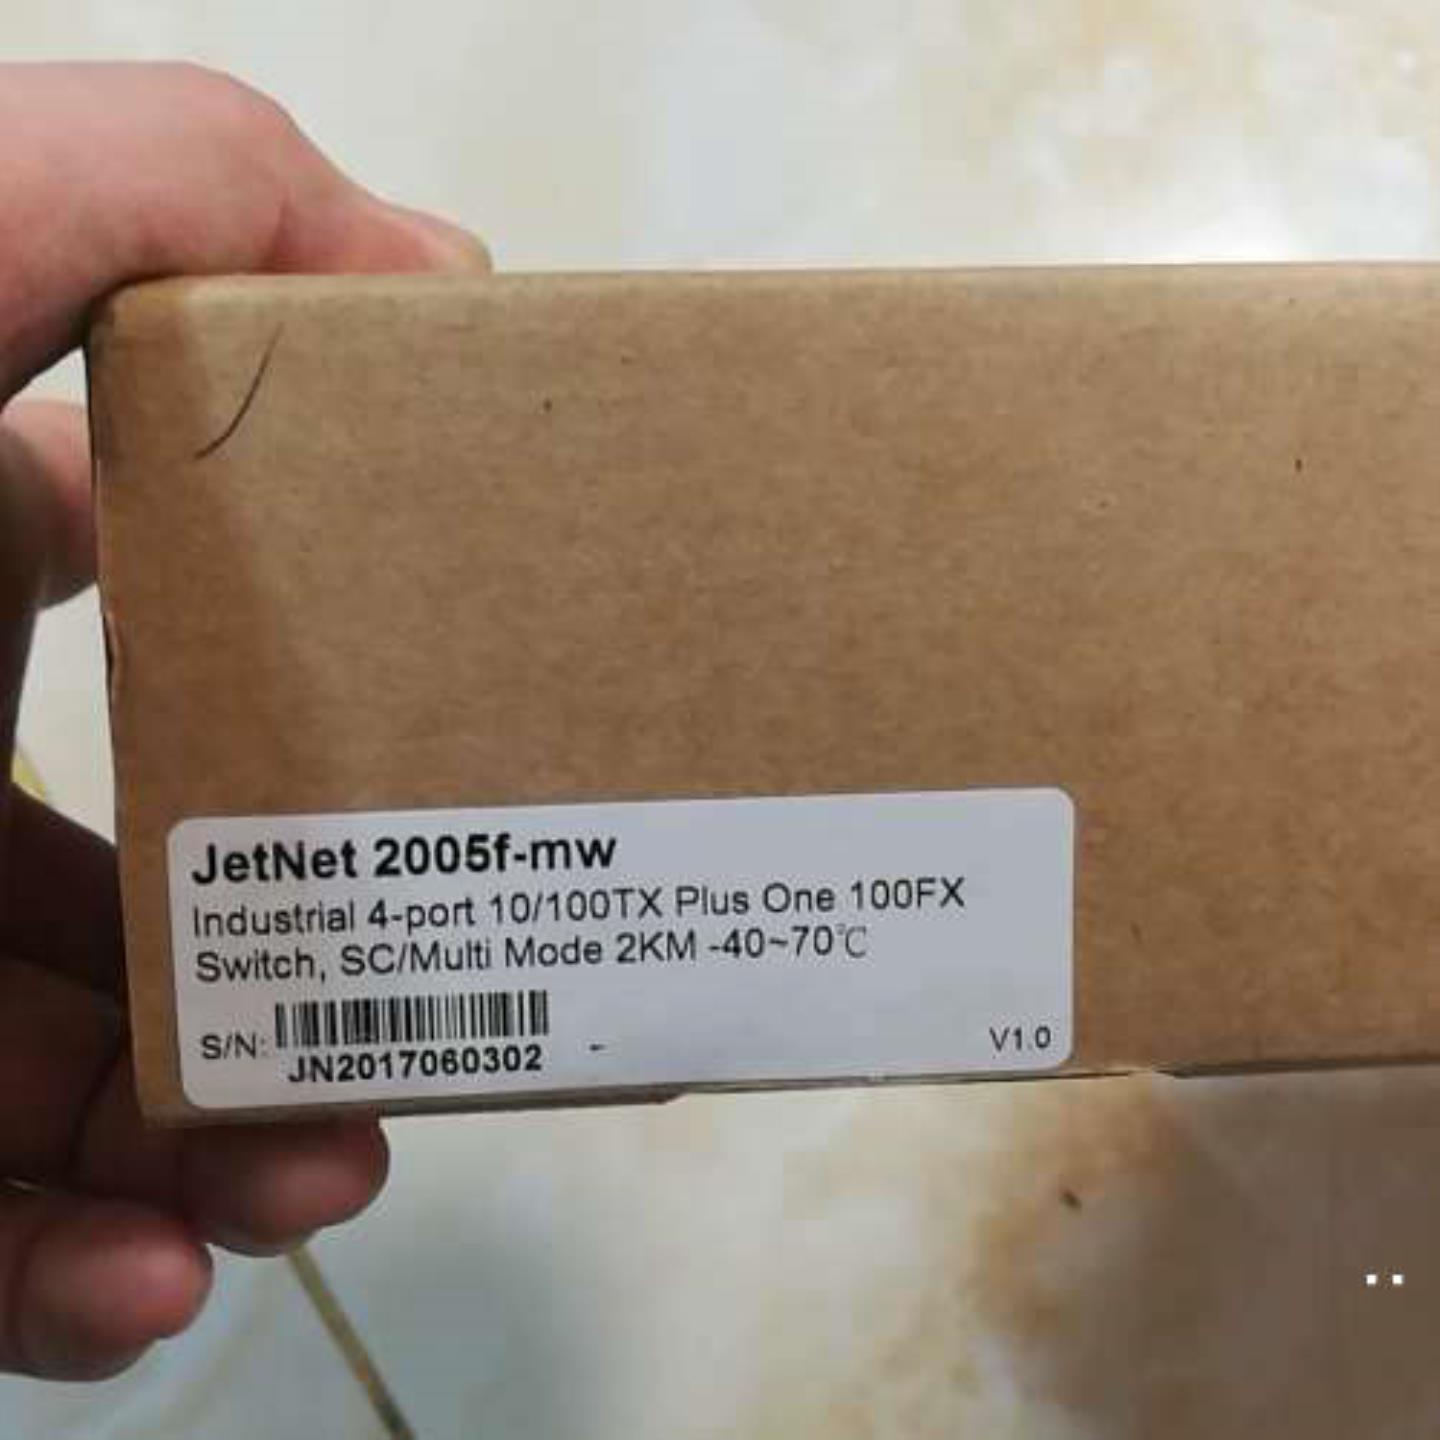 JetNet 2005f-mw
Industrial 4-port 10/100TX Plus One 100FX
Switch, SC/Multi Mode 2KM -40~70℃
S/N:
JN2017060302 -
V1.0